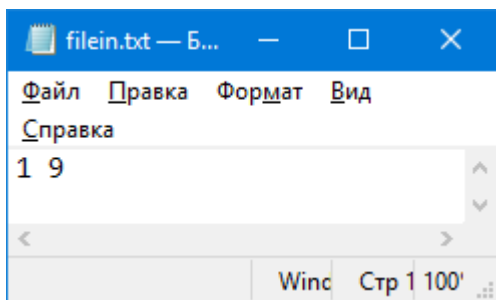 filein.txt — Б...
Файл Правка Формат Вид
Справка
1 9
Wind Стр 1 100'